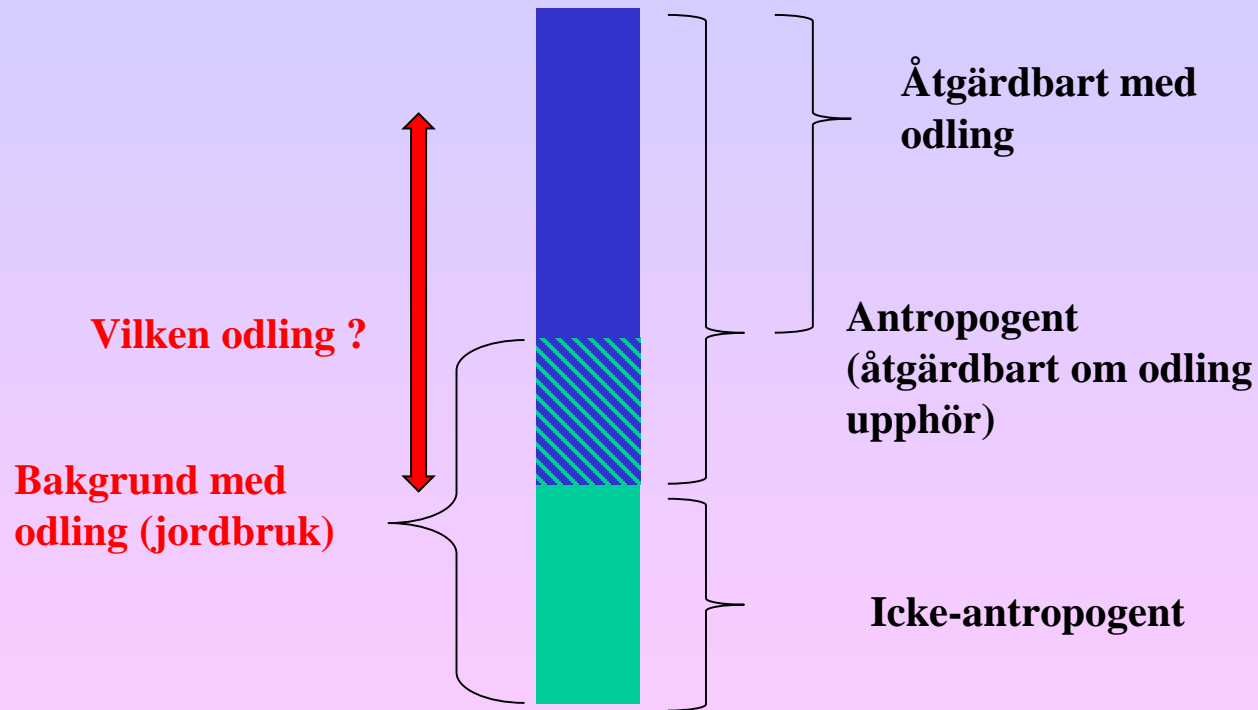 Åtgärdbart med
odling
Vilken odling ?
Antropogent
(åtgärdbart om odling
upphör)
Bakgrund med
odling (jordbruk)
Icke-antropogent